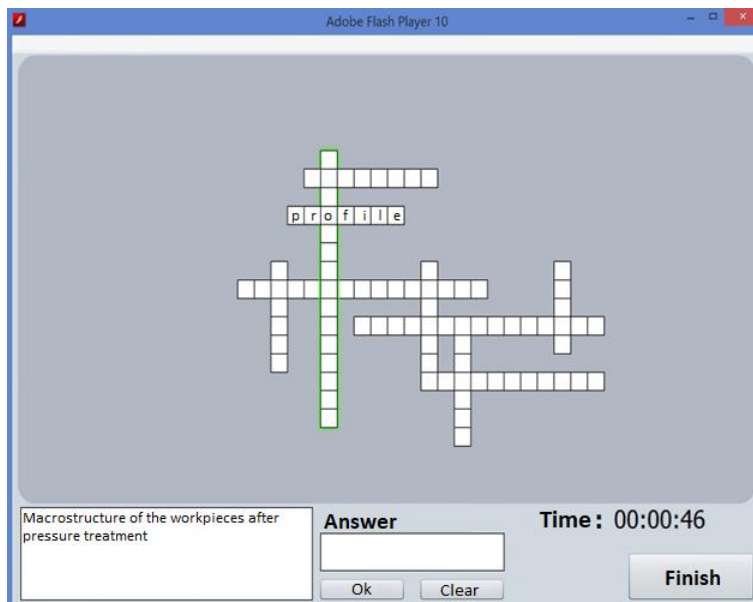 Adobe Flash Player 10
profile
Macrostructure of the workpieces after
pressure treatment
Answer
Time: 00:00:46
Ok
Clear
Finish